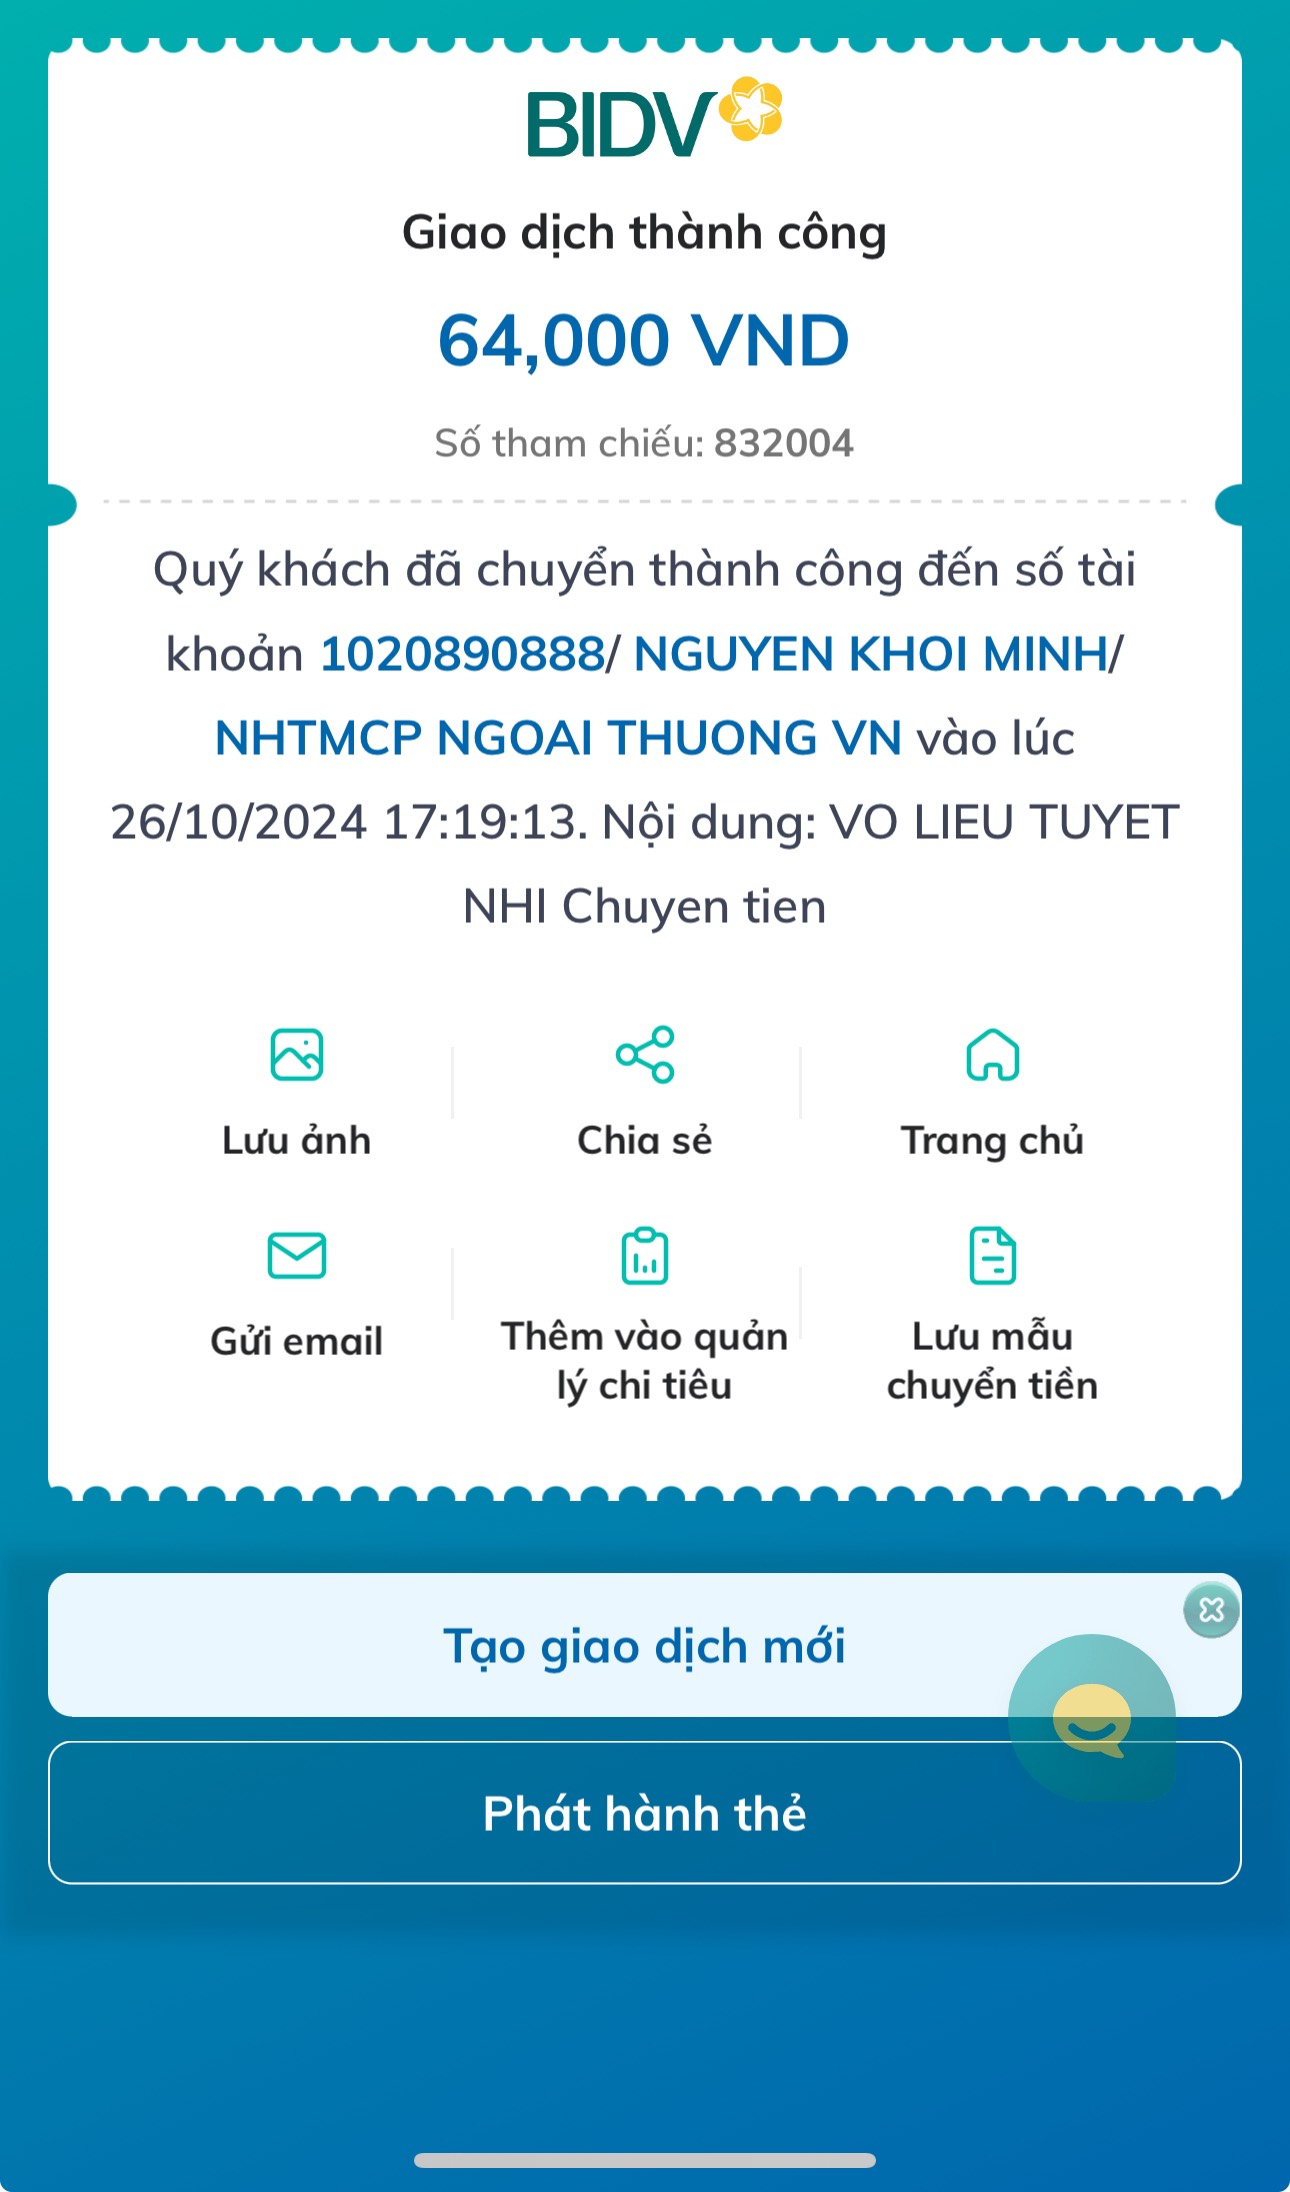 BIDV
Giao dịch thành công
64,000 VND
Số tham chiếu: 832004
Quý khách đã chuyển thành công đến số tài
khoản 1020890888/ NGUYEN KHOI MINH/
NHTMCP NGOAI THUONG VN vào lúc
26/10/2024 17:19:13. Nội dung: VO LIEU TUYET
NHI Chuyen tien
Lưu ảnh
Chia sẻ
Trang chủ
Gửi email
Thêm vào quản
lý chi tiêu
Lưu mẫu
chuyển tiền
Tạo giao dịch mới
Phát hành thẻ